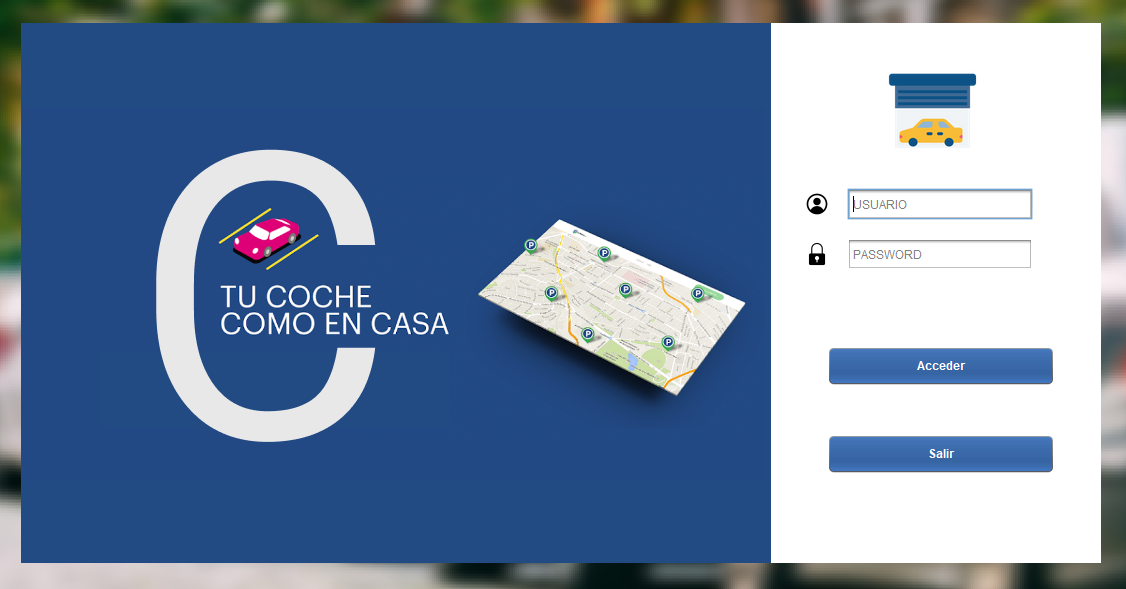 TU COCHE
COMO EN CASA
P
P
P
P
P
P
P
USUARIO
PASSWORD
Acceder
Salir